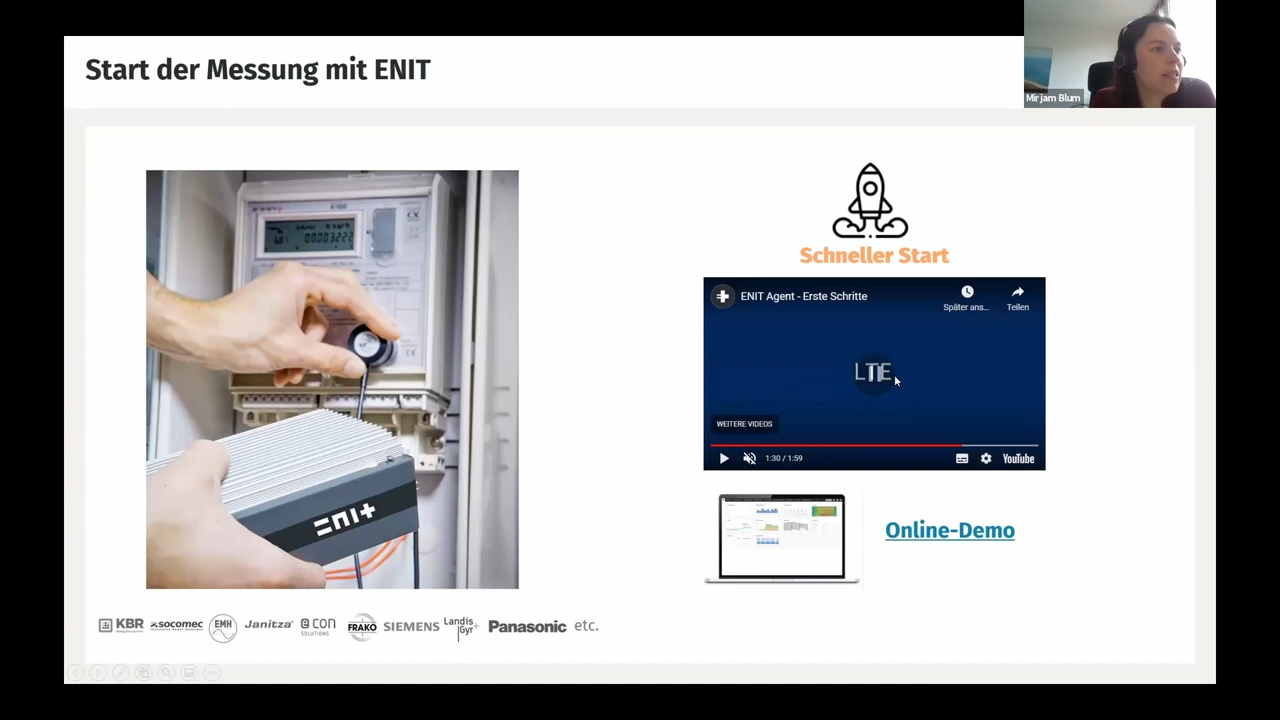 Start der Messung mit ENIT
Mirjam Blum
Schneller Start
ENIT Agent - Erste Schritte
Später ans...
Teilen
LTE
WEITERE VIDEOS
1:30 / 1:59
YouTube
ENIT
Online-Demo
KBR
socomec
EMH
Janitza
econ
SOLUTIONS
FRAKO
SIEMENS
Landis
Gyr+
Panasonic
etc.